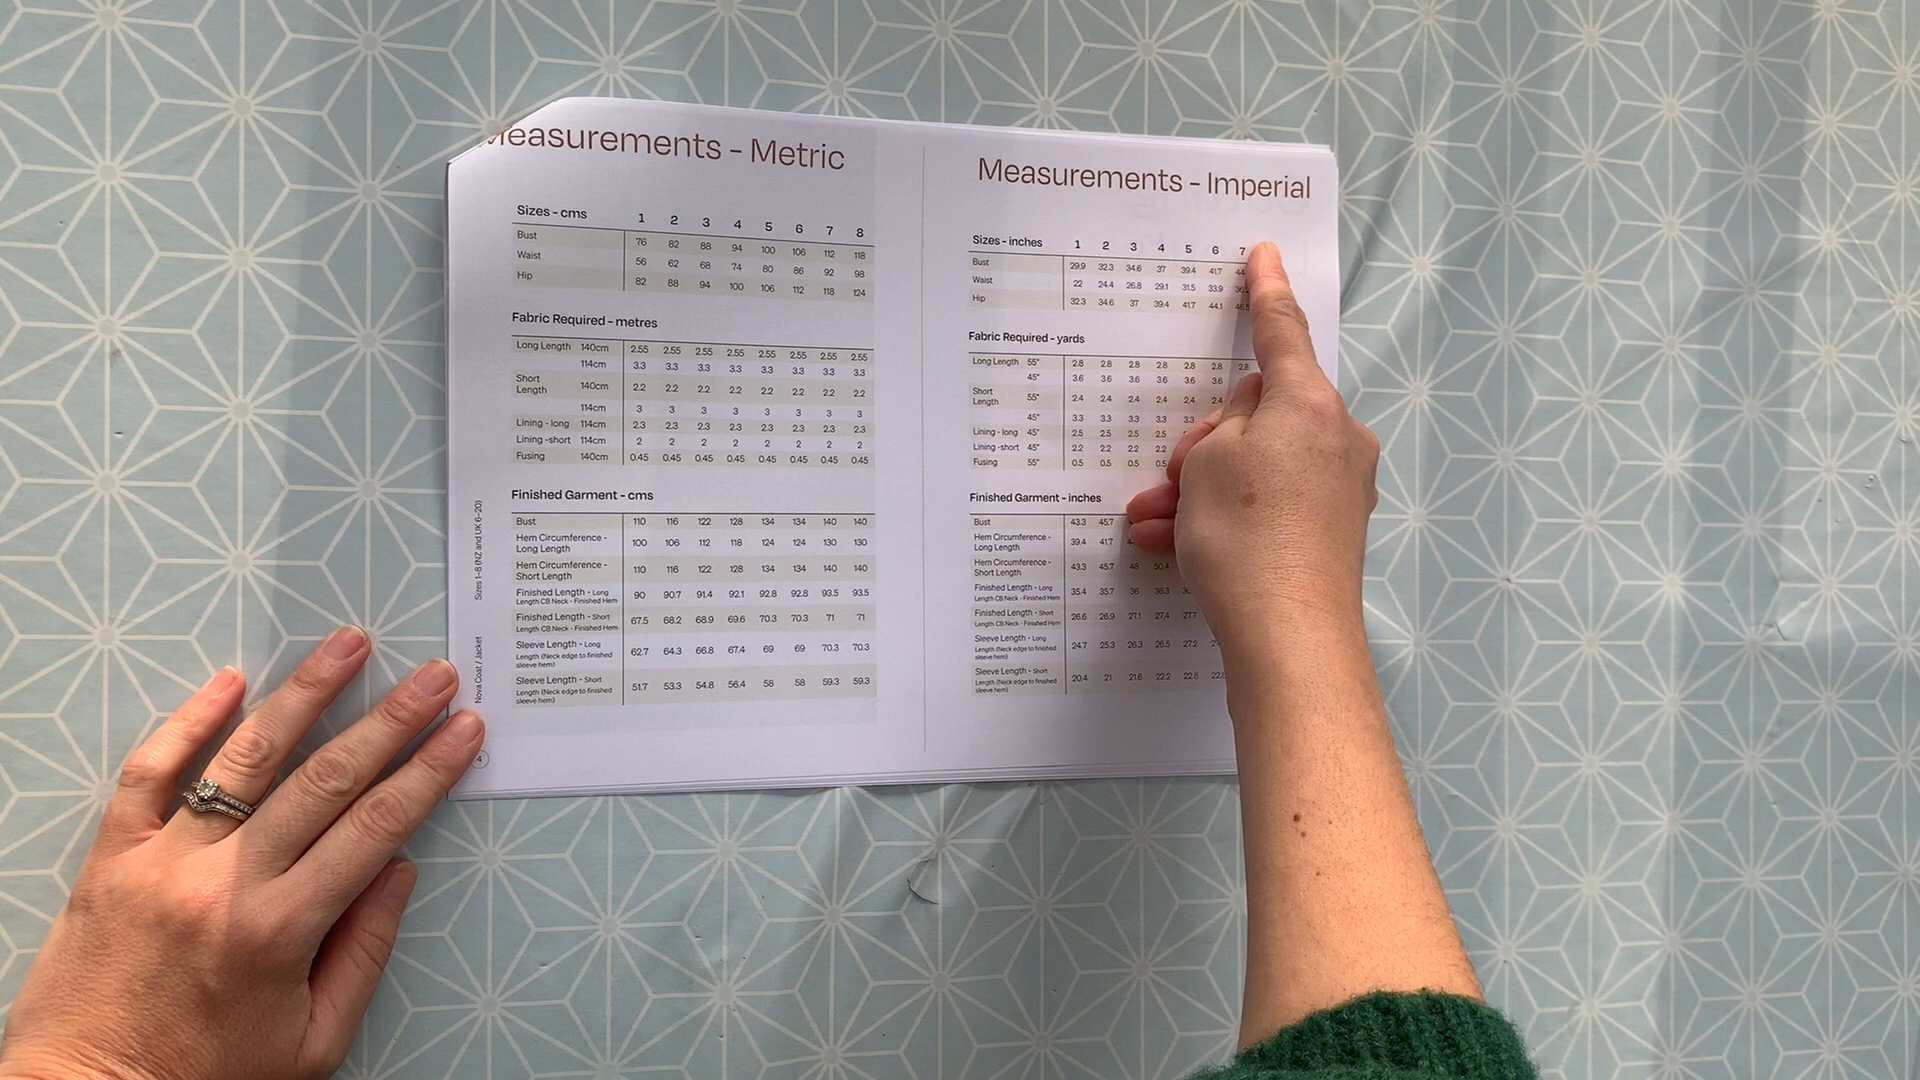 Measurements - Metric
Sizes - cms 1 2 3 4 5 6 7 8
Bust 76 82 88 94 100 106 112 118
Waist 56 62 68 74 80 86 92 98
Hip 82 88 94 100 106 112 118 124
Fabric Required - metres
Long Length 140cm 2.55 2.55 2.55 2.55 2.55 2.55 2.55 2.55
114cm 3.3 3.3 3.3 3.3 3.3 3.3 3.3 3.3
Short
Length 140cm 2.2 2.2 2.2 2.2 2.2 2.2 2.2 2.2
114cm 3 3 3 3 3 3 3 3
Lining - long 114cm 2.3 2.3 2.3 2.3 2.3 2.3 2.3 2.3
Lining -short 114cm 2 2 2 2 2 2 2 2
Fusing 140cm 0.45 0.45 0.45 0.45 0.45 0.45 0.45 0.45
Finished Garment - cms
Bust 110 116 122 128 134 134 140 140
Hem Circumference -
Long Length 100 106 112 118 124 124 130 130
Hem Circumference -
Short Length 110 116 122 128 134 134 140 140
Finished Length - Long
Length CB Neck - Finished Hem 90 90.7 91.4 92.1 92.8 92.8 93.5 93.5
Finished Length - Short
Length CB Neck - Finished Hem 67.5 68.2 68.9 69.6 70.3 70.3 71 71
Sleeve Length - Long
Length (Neck edge to finished
sleeve hem) 62.7 64.3 66.8 67.4 69 69 70.3 70.3
Sleeve Length - Short
Length (Neck edge to finished
sleeve hem) 51.7 53.3 54.8 56.4 58 58 59.3 59.3
Nova Coat / Jacket Sizes 1-8 (NZ and UK 6-20)
4
Measurements - Imperial
Sizes - inches 1 2 3 4 5 6 7
Bust 29.9 32.3 34.6 37 39.4 41.7
Waist 22 24.4 26.8 29.1 31.5 33.9
Hip 32.3 34.6 37 39.4 41.7 44.1 46.5
Fabric Required - yards
Long Length 55" 2.8 2.8 2.8 2.8 2.8 2.8 2.8
45" 3.6 3.6 3.6 3.6 3.6 3.6
Short
Length 55" 2.4 2.4 2.4 2.4 2.4 2.4
45" 3.3 3.3 3.3 3.3 3.3
Lining - long 45" 2.5 2.5 2.5 2.5
Lining -short 45" 2.2 2.2 2.2 2.2
Fusing 55" 0.5 0.5 0.5 0.5
Finished Garment - inches
Bust 43.3 45.7
Hem Circumference -
Long Length 39.4 41.7
Hem Circumference -
Short Length 43.3 45.7 48 50.4
Finished Length - Long
Length CB Neck - Finished Hem 35.4 35.7 36 36.3
Finished Length - Short
Length CB Neck - Finished Hem 26.6 26.9 27.1 27.4 27.7
Sleeve Length - Long
Length (Neck edge to finished
sleeve hem) 24.7 25.3 26.3 26.5 27.2
Sleeve Length - Short
Length (Neck edge to finished
sleeve hem) 20.4 21 21.6 22.2 22.8